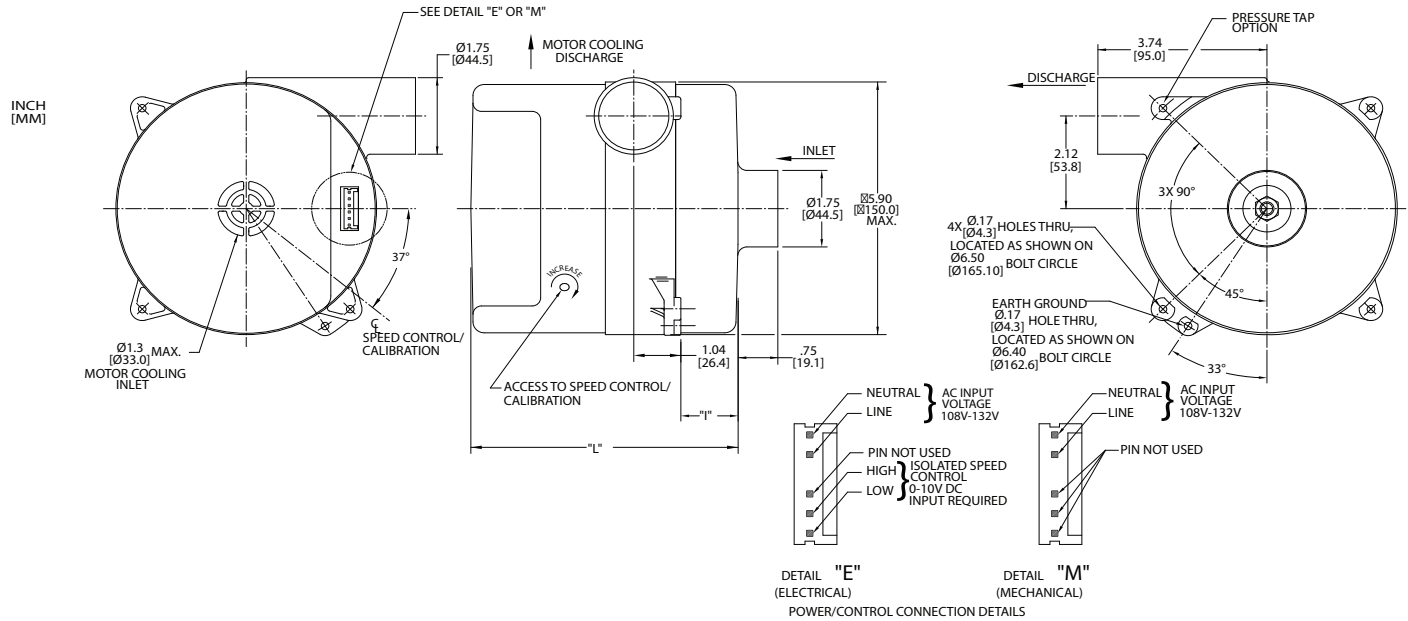 INCH
[MM]
SEE DETAIL "E" OR "M"
Ø1.75
[Ø44.5]
37°
℄
SPEED CONTROL/
CALIBRATION
Ø1.3 MAX.
[Ø33.0]
MOTOR COOLING
INLET
MOTOR COOLING
DISCHARGE
INLET
Ø1.75
[Ø44.5]
5.90
[150.0]
MAX.
INCREASE
ACCESS TO SPEED CONTROL/
CALIBRATION
1.04
[26.4]
.75
[19.1]
"I"
"L"
PRESSURE TAP
OPTION
3.74
[95.0]
DISCHARGE
2.12
[53.8]
3X 90°
4X Ø.17 HOLES THRU,
[Ø4.3]
LOCATED AS SHOWN ON
Ø6.50 BOLT CIRCLE
[Ø165.10]
45°
EARTH GROUND
Ø.17 HOLE THRU,
[Ø4.3]
LOCATED AS SHOWN ON
Ø6.40 BOLT CIRCLE
[Ø162.6]
33°
NEUTRAL
LINE
} AC INPUT
VOLTAGE
108V-132V
PIN NOT USED
HIGH
LOW
} ISOLATED SPEED
CONTROL
0-10V DC
INPUT REQUIRED
DETAIL "E"
(ELECTRICAL)
NEUTRAL
LINE
} AC INPUT
VOLTAGE
108V-132V
PIN NOT USED
DETAIL "M"
(MECHANICAL)
POWER/CONTROL CONNECTION DETAILS